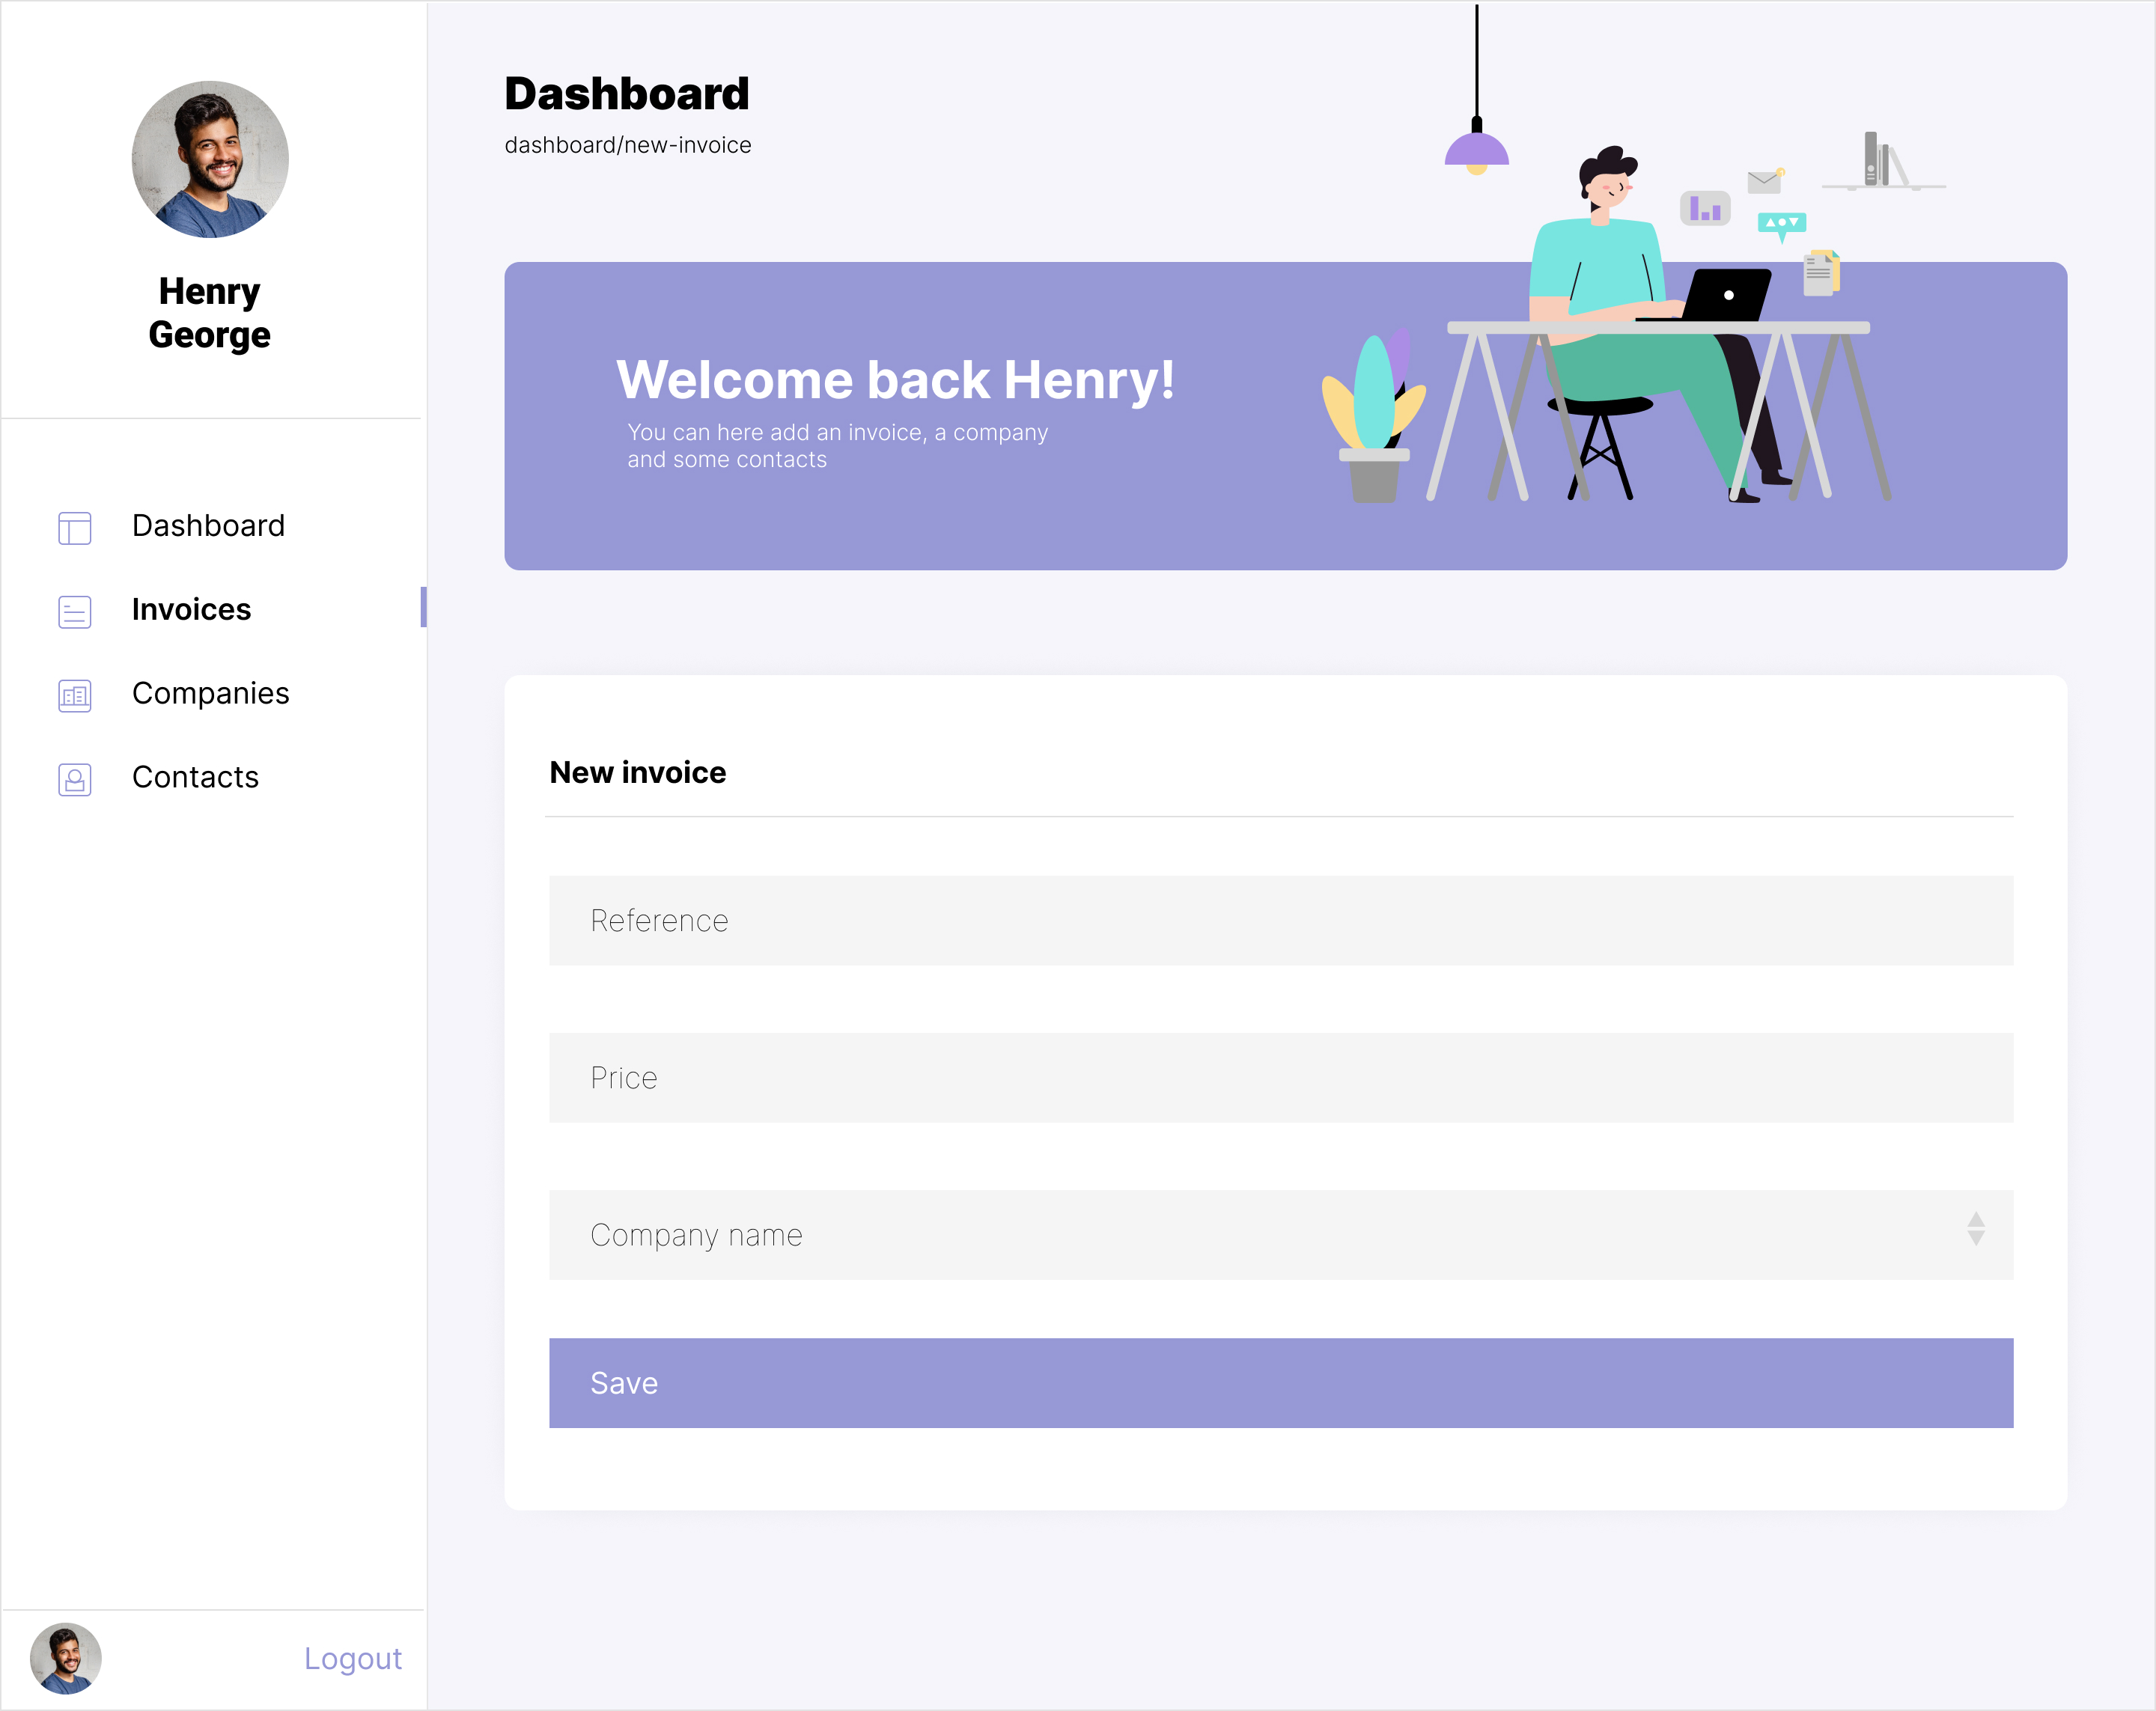 Henry
George
Dashboard
Invoices
Companies
Contacts
Logout
Dashboard
dashboard/new-invoice
Welcome back Henry!
You can here add an invoice, a company
and some contacts
New invoice
Reference
Price
Company name
Save